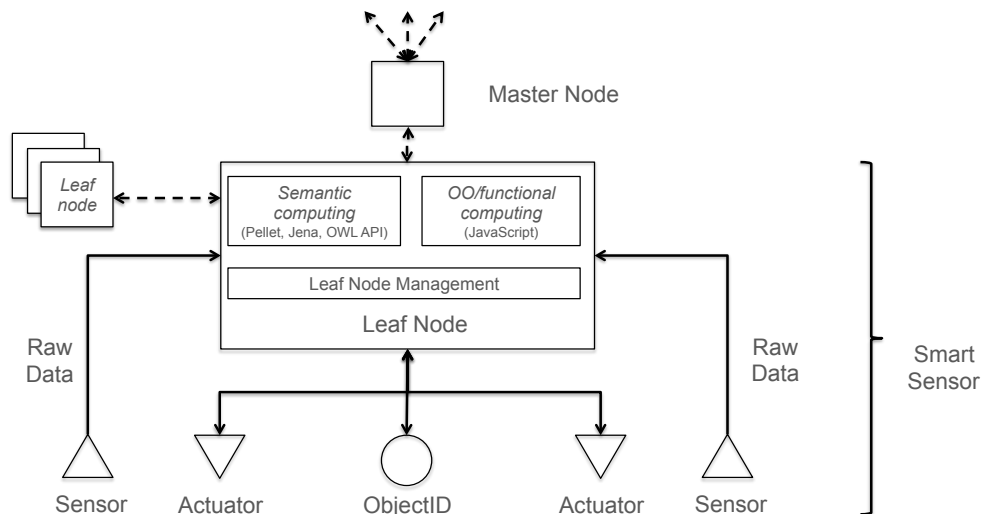 Master Node
Leaf
node
Semantic
computing
(Pellet, Jena, OWL API)
OO/functional
computing
(JavaScript)
Leaf Node Management
Leaf Node
Raw
Data
Raw
Data
Smart
Sensor
Sensor
Actuator
ObjectID
Actuator
Sensor